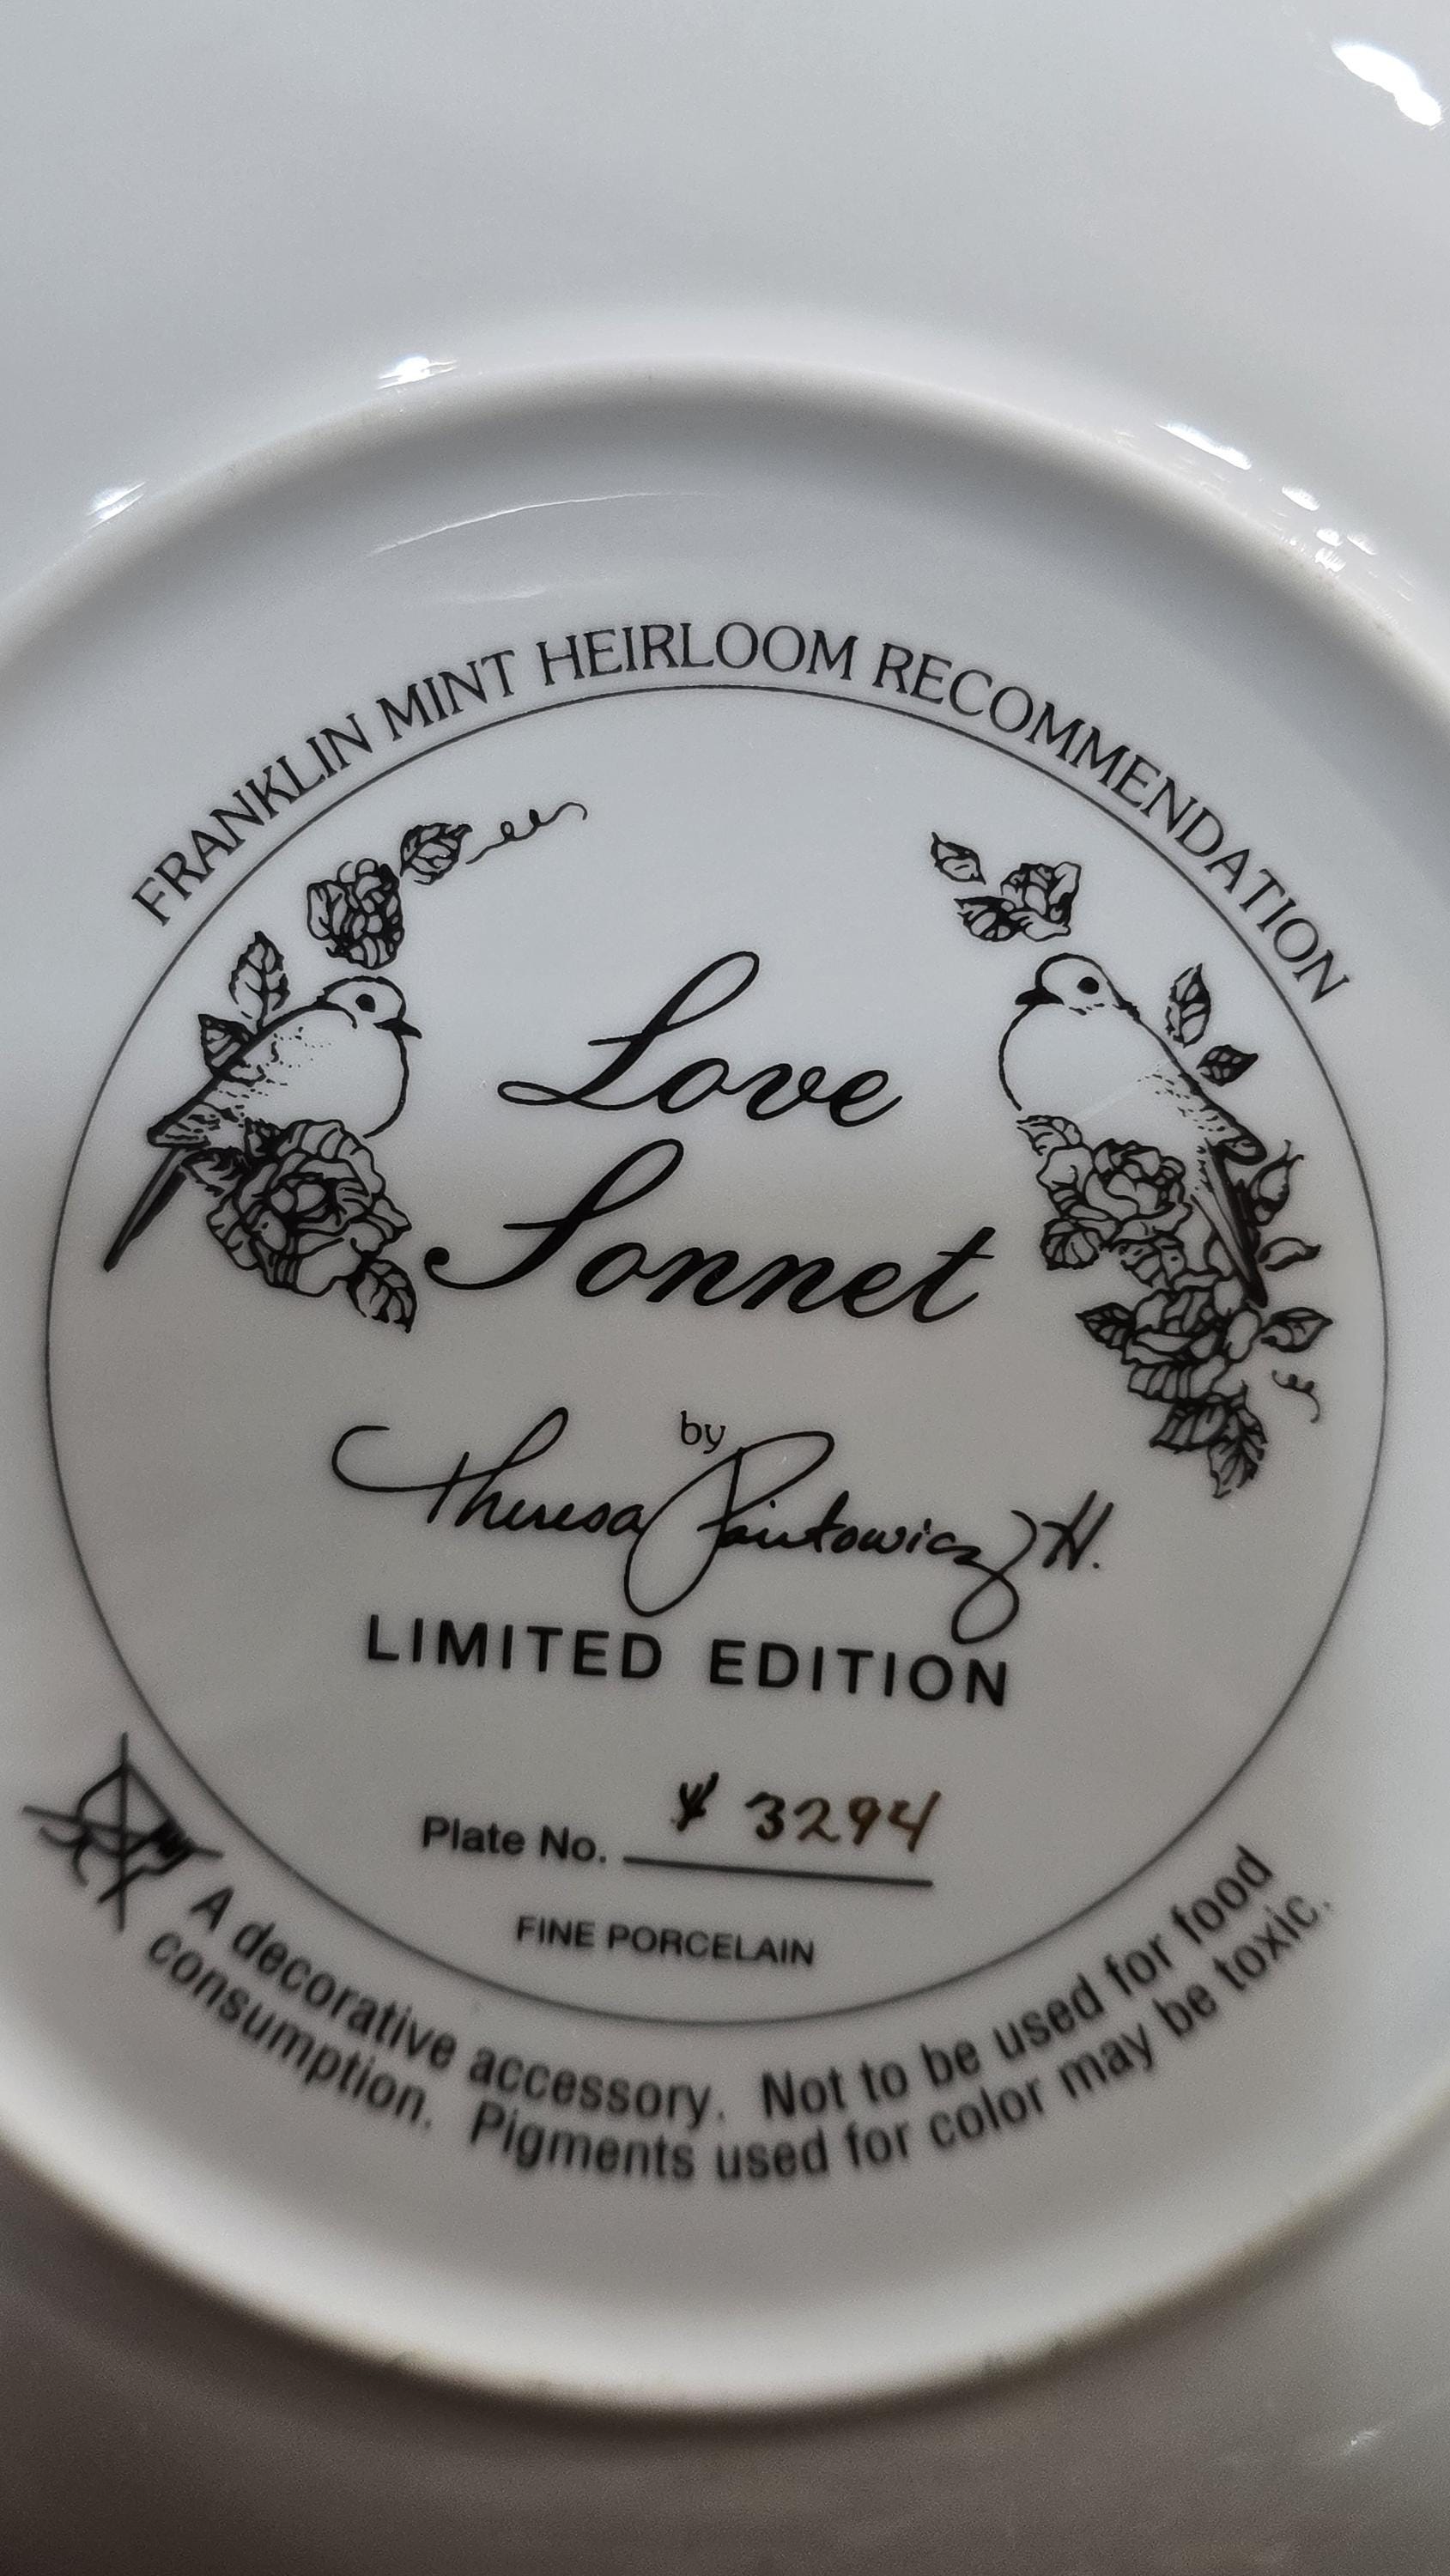 FRANKLIN MINT HEIRLOOM RECOMMENDATION
Love
Sonnet
by
Theresa H.
LIMITED EDITION
Plate No. 3294
FINE PORCELAIN
A decorative accessory. Not to be used for food
consumption. Pigments used for color may be toxic.